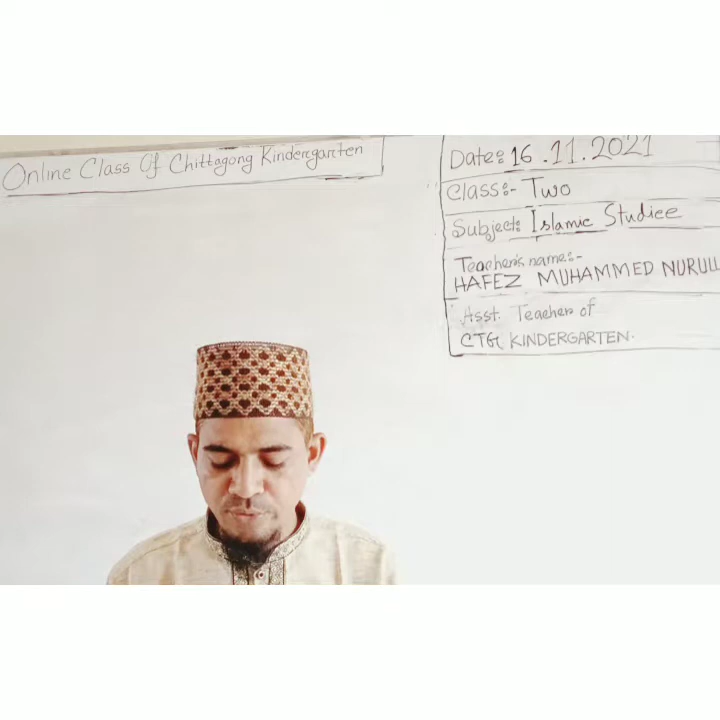 Online Class Of Chittagong Kindergarten
Date: 16.11.2021
Class:- Two
Subject: Islamic Studiee
Teacher's name:-
HAFEZ MUHAMMED NURULL
Asst. Teacher of
CTG KINDERGARTEN.